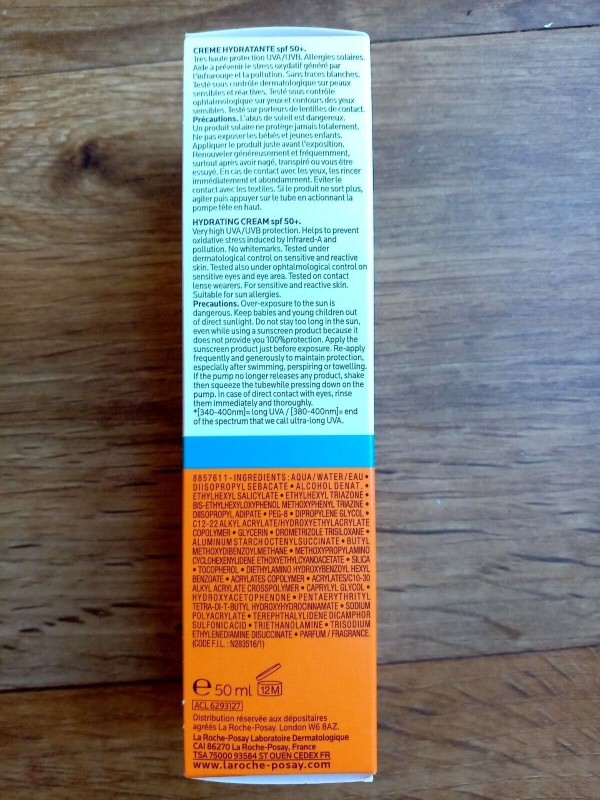 CREME HYDRATANTE spf 50+.
Très haute protection UVA/UVB. Allergies solaires.
Aide à prévenir le stress oxydatif généré par
l'infrarouge et la pollution. Sans traces blanches.
Testé sous contrôle dermatologique sur peaux
sensibles et réactives. Testé sous contrôle
ophtalmologique sur yeux et contours des yeux
sensibles. Testé sur porteurs de lentilles de contact.
Précautions. L'abus de soleil est dangereux.
Un produit solaire ne protège jamais totalement.
Ne pas exposer les bébés et jeunes enfants.
Appliquer le produit juste avant l'exposition.
Renouveler généreusement et fréquemment,
surtout après avoir nagé, transpiré ou vous être
essuyé. En cas de contact avec les yeux, les rincer
immédiatement et abondamment. Eviter le
contact avec les textiles. Si le produit ne sort plus,
agiter puis appuyer sur le tube en actionnant la
pompe tête en haut.
HYDRATING CREAM spf 50+.
Very high UVA/UVB protection. Helps to prevent
oxidative stress induced by Infrared-A and
pollution. No whitemarks. Tested under
dermatological control on sensitive and reactive
skin. Tested also under ophtalmological control on
sensitive eyes and eye area. Tested on contact
lense wearers. For sensitive and reactive skin.
Suitable for sun allergies.
Precautions. Over-exposure to the sun is
dangerous. Keep babies and young children out
of direct sunlight. Do not stay too long in the sun,
even while using a sunscreen product because it
does not provide you 100%protection. Apply the
sunscreen product just before exposure. Re-apply
frequently and generously to maintain protection,
especially after swimming, perspiring or towelling.
If the pump no longer releases any product, shake
then squeeze the tubewhile pressing down on the
pump. In case of direct contact with eyes, rinse
them immediately and thoroughly.
*[340-400nm]= long UVA / [380-400nm]= end
of the spectrum that we call ultra-long UVA.
8857611 - INGREDIENTS: AQUA / WATER / EAU •
DIISOPROPYL SEBACATE • ALCOHOL DENAT. •
ETHYLHEXYL SALICYLATE • ETHYLHEXYL TRIAZONE •
BIS-ETHYLHEXYLOXYPHENOL METHOXYPHENYL TRIAZINE •
DIISOPROPYL ADIPATE • PEG-8 • DIPROPYLENE GLYCOL •
C12-22 ALKYL ACRYLATE/HYDROXYETHYLACRYLATE
COPOLYMER • GLYCERIN • DROMETRIZOLE TRISILOXANE •
ALUMINUM STARCH OCTENYLSUCCINATE • BUTYL
METHOXYDIBENZOYLMETHANE • METHOXYPROPYLAMINO
CYCLOHEXENYLIDENE ETHOXYETHYLCYANOACETATE • SILICA
• TOCOPHEROL • DIETHYLAMINO HYDROXYBENZOYL HEXYL
BENZOATE • ACRYLATES COPOLYMER • ACRYLATES/C10-30
ALKYL ACRYLATE CROSSPOLYMER • CAPRYLYL GLYCOL •
HYDROXYACETOPHENONE • PENTAERYTHRITYL
TETRA-DI-T-BUTYL HYDROXYHYDROCINNAMATE • SODIUM
POLYACRYLATE • TEREPHTHALYLIDENE DICAMPHOR
SULFONIC ACID • TRIETHANOLAMINE • TRISODIUM
ETHYLENEDIAMINE DISUCCINATE • PARFUM / FRAGRANCE.
(CODE F.I.L. : N283516/1)
e 50 ml 12M
ACL 6293127
Distribution réservée aux dépositaires
agréés La Roche-Posay. London W6 8AZ.
La Roche-Posay Laboratoire Dermatologique
CAI 86270 La Roche-Posay, France
TSA 75000 93584 ST OUEN CEDEX FR
www.laroche-posay.com